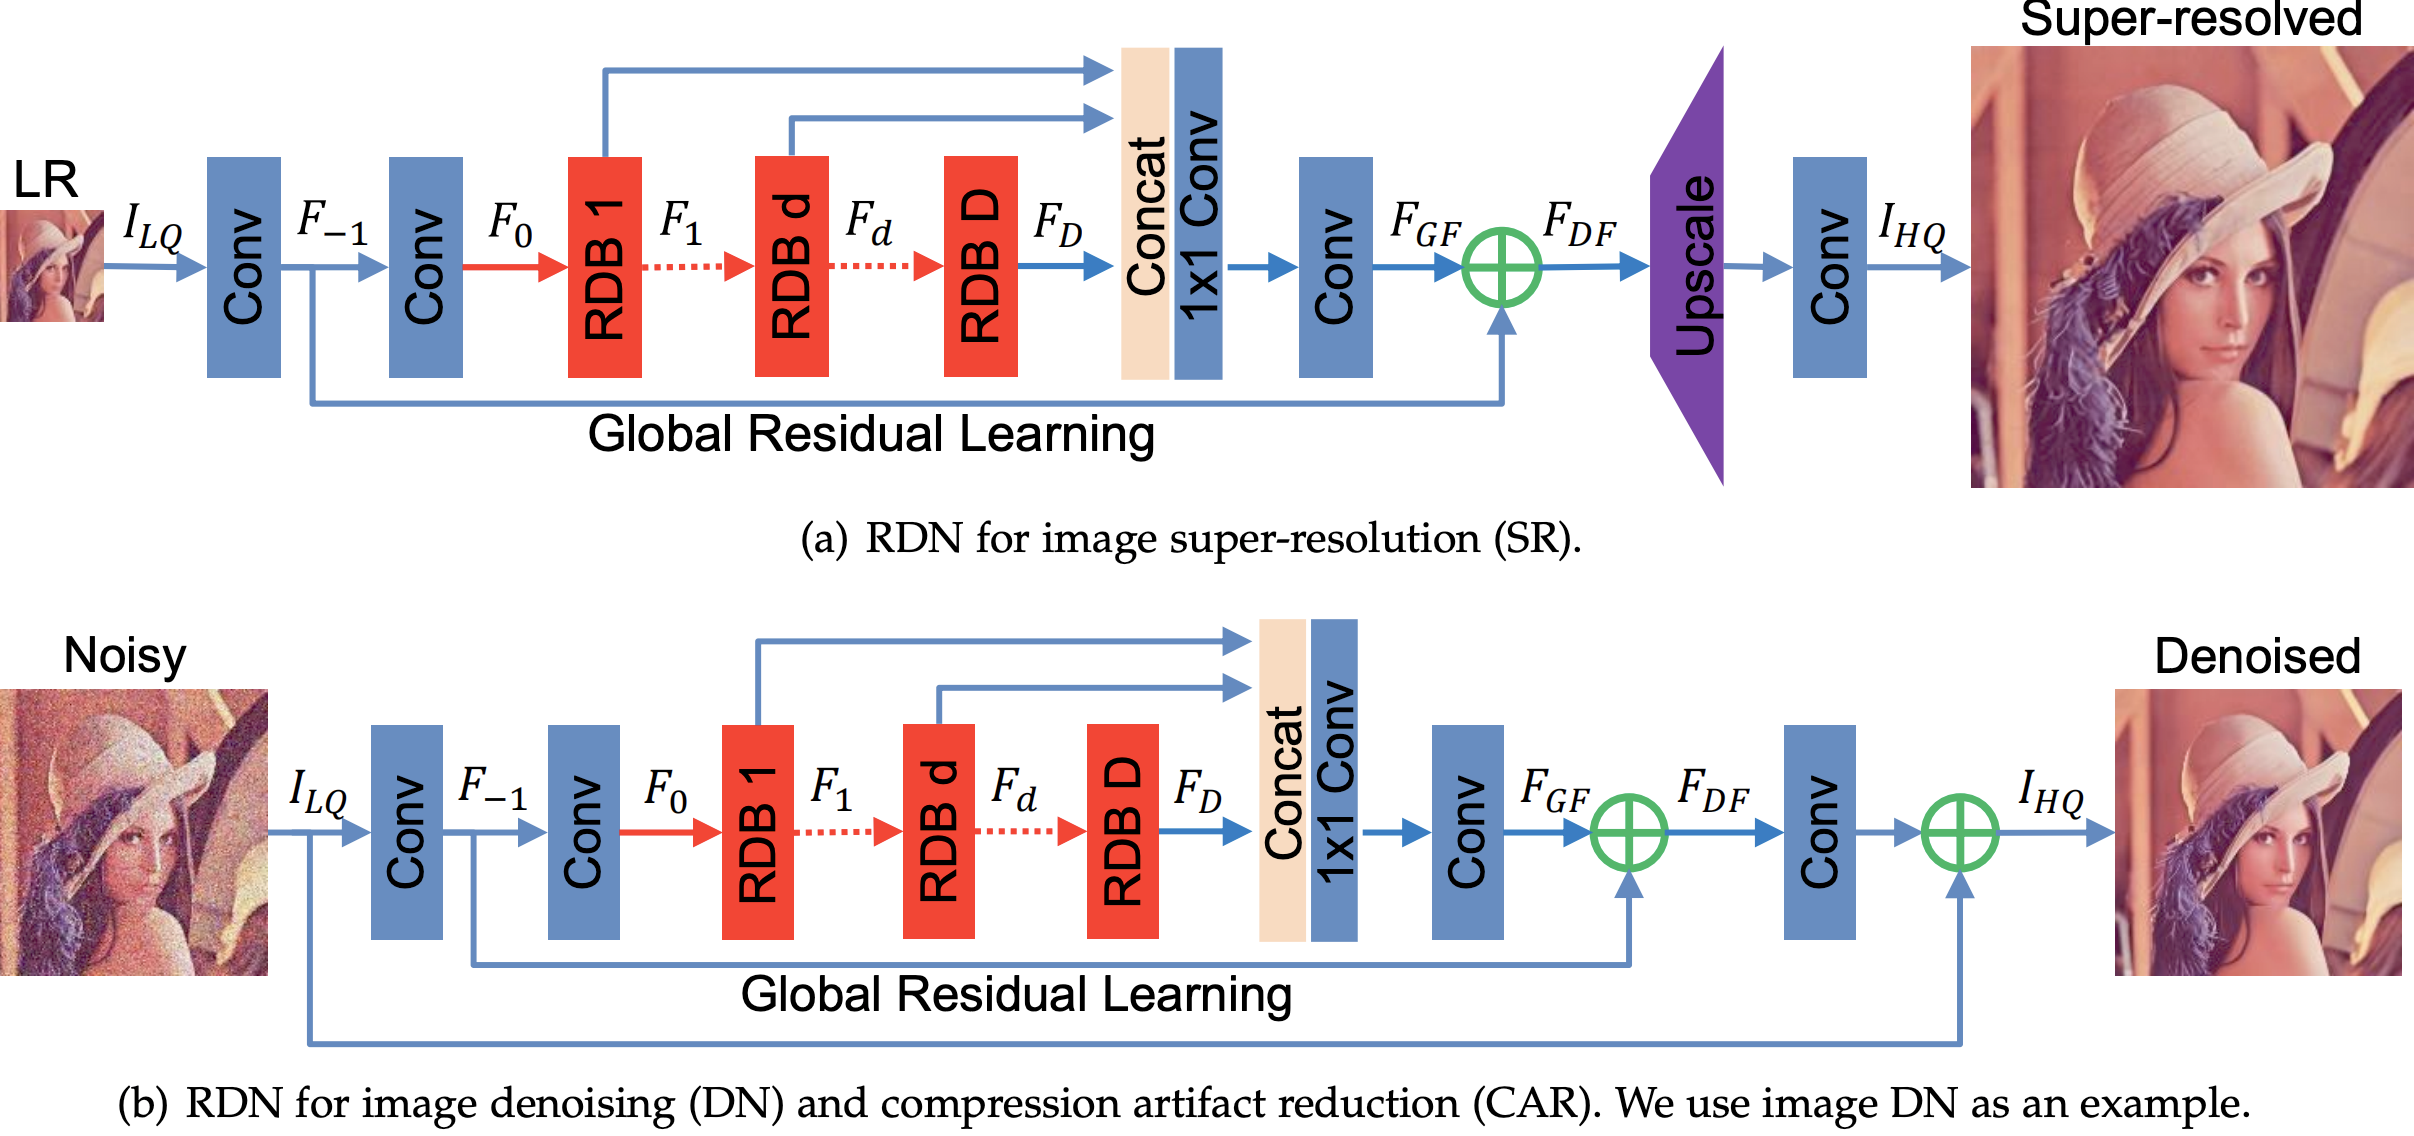 Super-resolved
LR
I_{LQ}
Conv
F_{-1}
Conv
F_0
RDB 1
F_1
RDB d
F_d
RDB D
F_D
Concat
1x1 Conv
Conv
F_{GF}
F_{DF}
Upscale
Conv
I_{HQ}
Global Residual Learning
(a) RDN for image super-resolution (SR).
Noisy
Denoised
I_{LQ}
Conv
F_{-1}
Conv
F_0
RDB 1
F_1
RDB d
F_d
RDB D
F_D
Concat
1x1 Conv
Conv
F_{GF}
F_{DF}
Conv
I_{HQ}
Global Residual Learning
(b) RDN for image denoising (DN) and compression artifact reduction (CAR). We use image DN as an example.